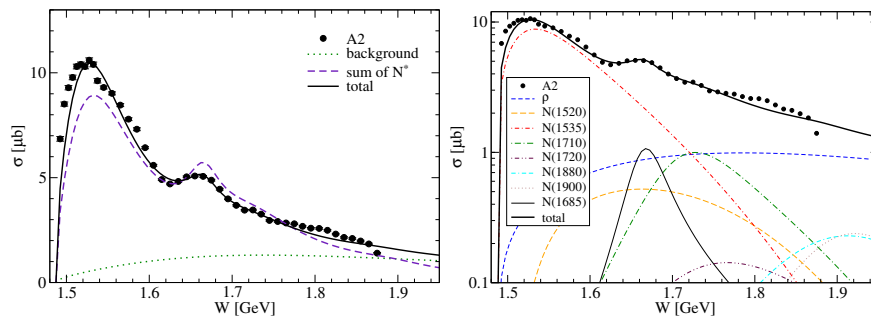 A2
background
sum of N*
total
10
5
0
σ [μb]
1.5
1.6
1.7
1.8
1.9
W [GeV]
10
1
0.1
σ [μb]
A2
ρ
N(1520)
N(1535)
N(1710)
N(1720)
N(1880)
N(1900)
N(1685)
total
1.5
1.6
1.7
1.8
1.9
W [GeV]